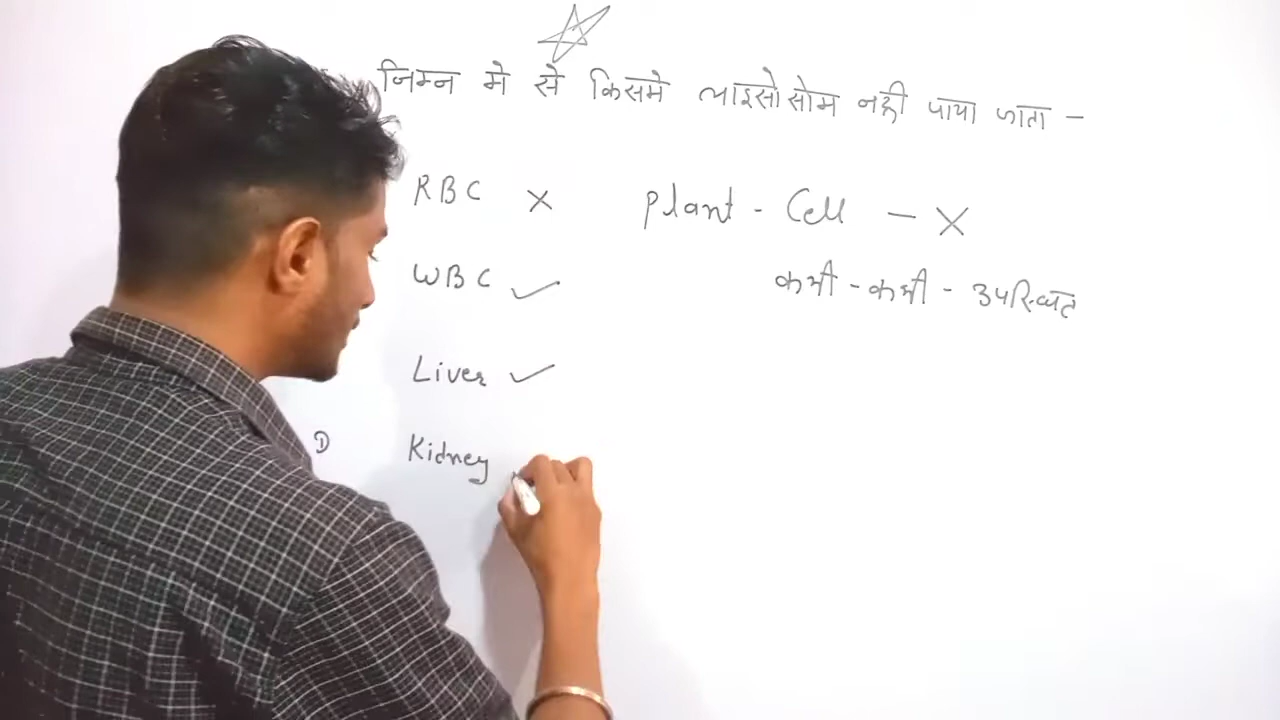 जिम्न मे से किसमे लाइसोसोम नही पाया जाता -
RBC × Plant - Cell - ×
WBC ✓ कभी - कभी - उपस्थित
Liver ✓
D Kidney